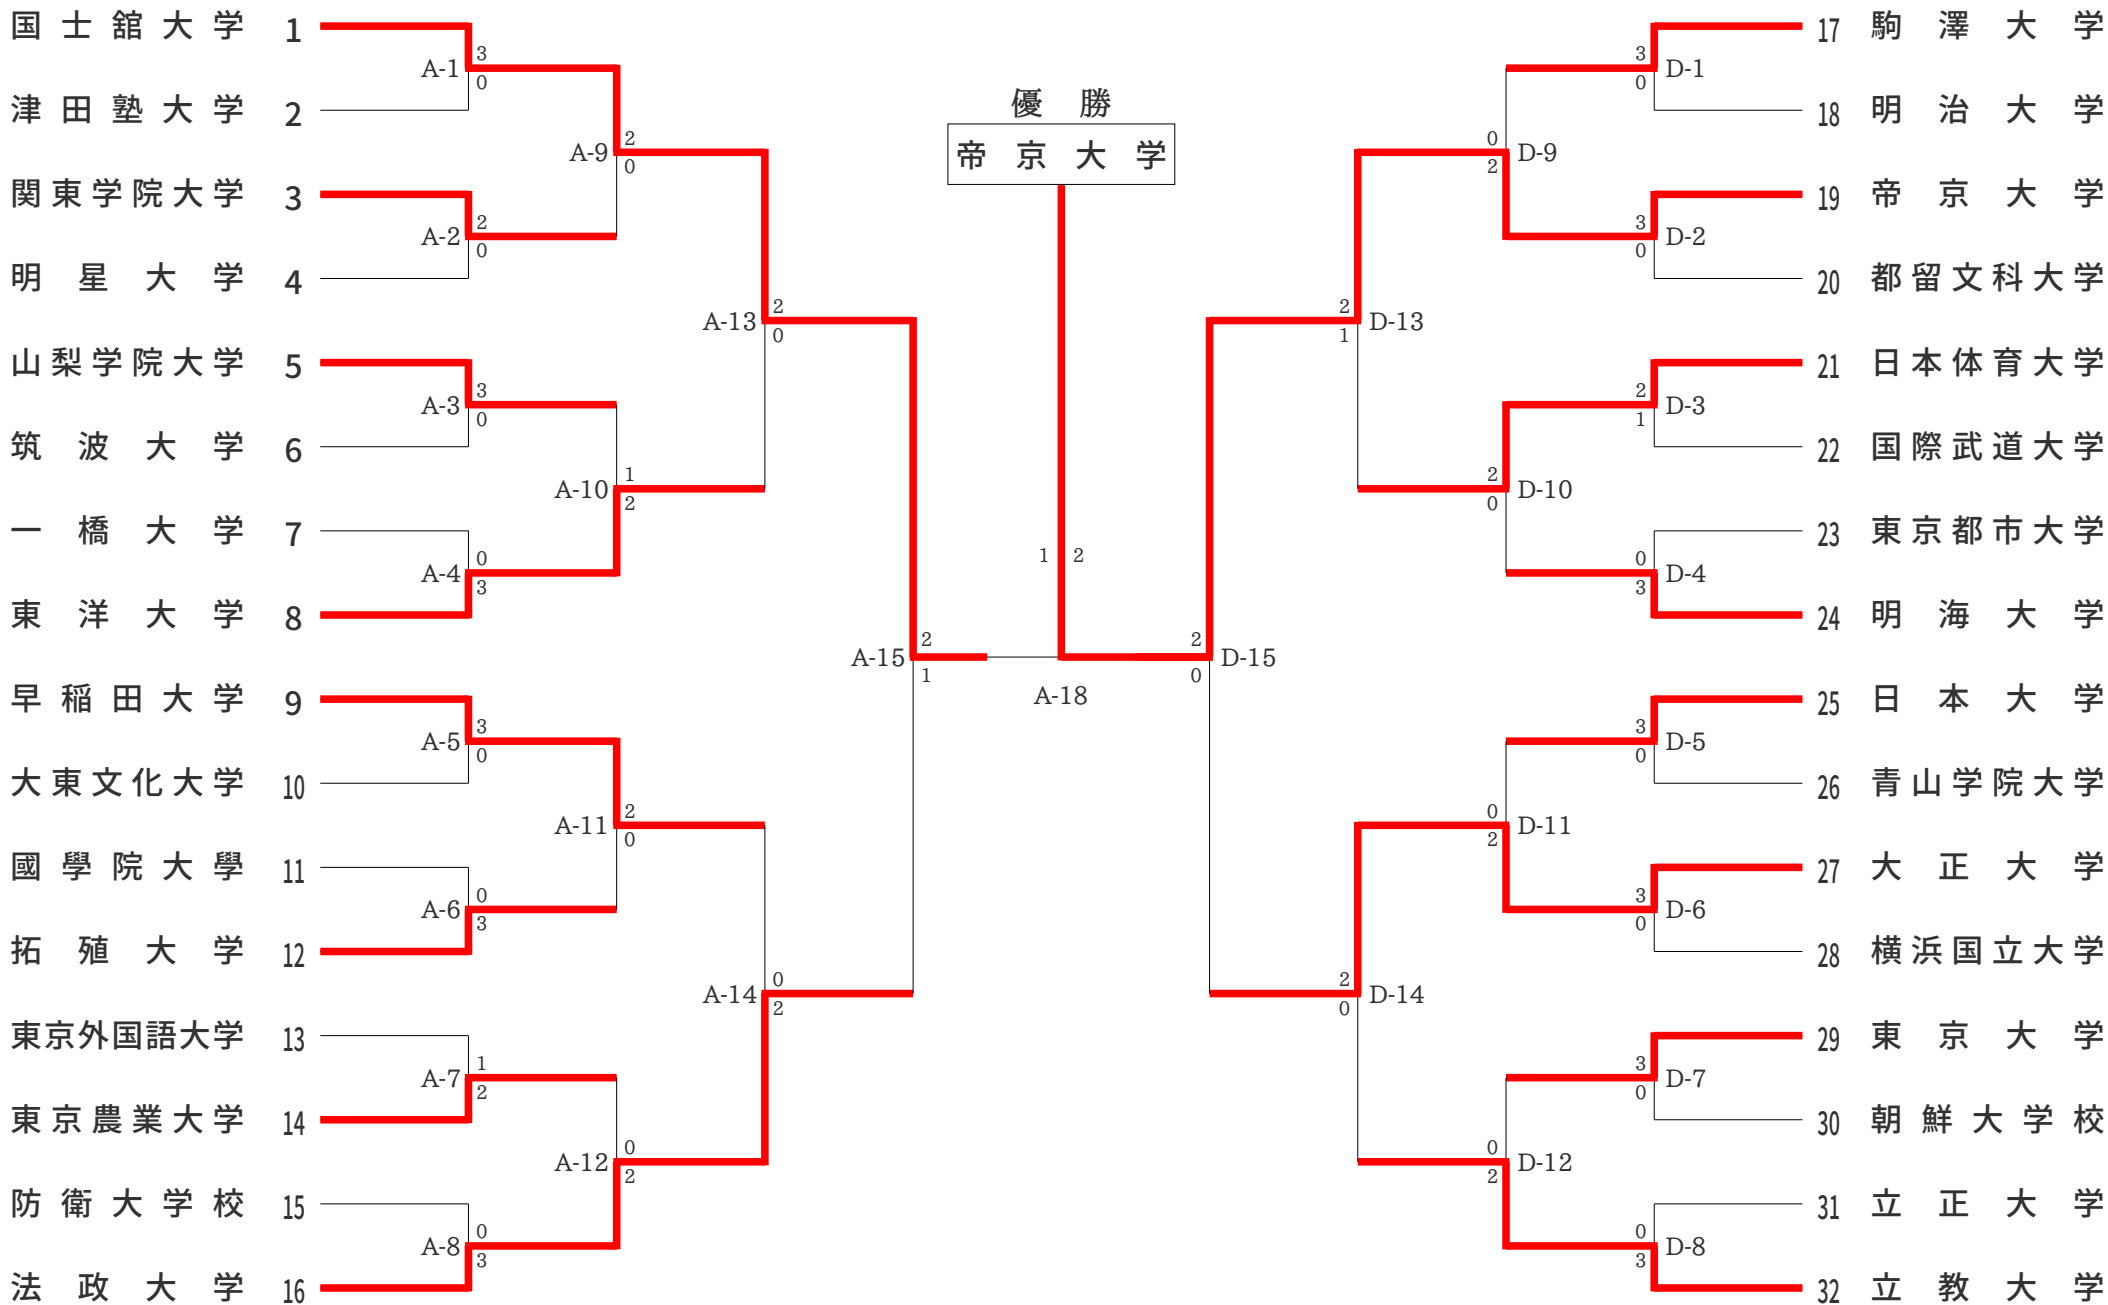 国士舘大学 1
津田塾大学 2
関東学院大学 3
明星大学 4
山梨学院大学 5
筑波大学 6
一橋大学 7
東洋大学 8
早稲田大学 9
大東文化大学 10
國學院大學 11
拓殖大学 12
東京外国語大学 13
東京農業大学 14
防衛大学校 15
法政大学 16
A-1 3 0
A-2 2 0
A-3 3 0
A-4 0 3
A-5 3 0
A-6 0 3
A-7 1 2
A-8 0 3
A-9 2 0
A-10 1 2
A-11 2 0
A-12 0 2
A-13 2 0
A-14 0 2
A-15 2 1
優勝
帝京大学
1 2
A-18
2 0 D-15
2 1 D-13
2 0 D-14
0 2 D-9
2 0 D-10
0 2 D-11
0 2 D-12
3 0 D-1
3 0 D-2
2 1 D-3
0 3 D-4
3 0 D-5
3 0 D-6
3 0 D-7
0 3 D-8
17 駒澤大学
18 明治大学
19 帝京大学
20 都留文科大学
21 日本体育大学
22 国際武道大学
23 東京都市大学
24 明海大学
25 日本大学
26 青山学院大学
27 大正大学
28 横浜国立大学
29 東京大学
30 朝鮮大学校
31 立正大学
32 立教大学